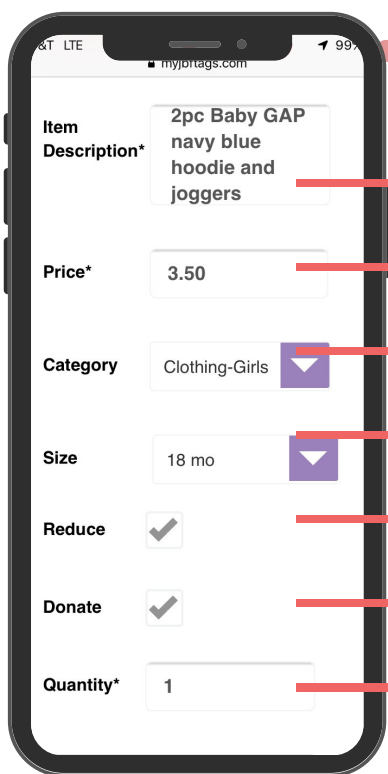 &T LTE 99%
myjbftags.com
Item
Description*
2pc Baby GAP
navy blue
hoodie and
joggers
Price* 3.50
Category Clothing-Girls
Size 18 mo
Reduce
Donate
Quantity* 1